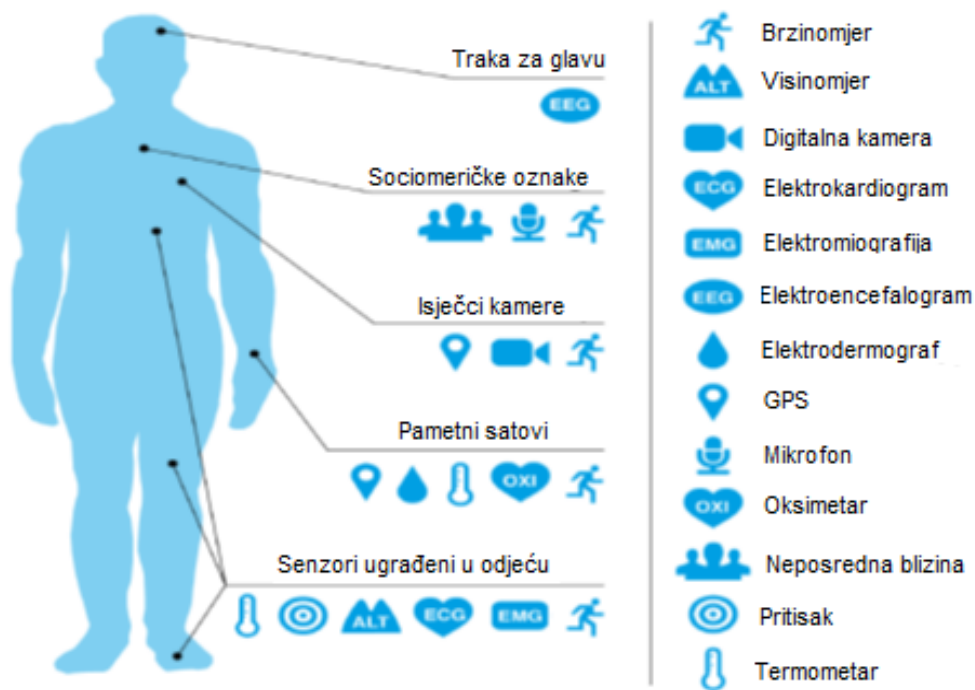 Traka za glavu
EEG
Sociomeričke oznake
Isječci kamere
Pametni satovi
OXI
Senzori ugrađeni u odjeću
ALT
ECG
EMG
Brzinomjer
ALT Visinomjer
Digitalna kamera
ECG Elektrokardiogram
EMG Elektromiografija
EEG Elektroencefalogram
Elektrodermograf
GPS
Mikrofon
OXI Oksimetar
Neposredna blizina
Pritisak
Termometar